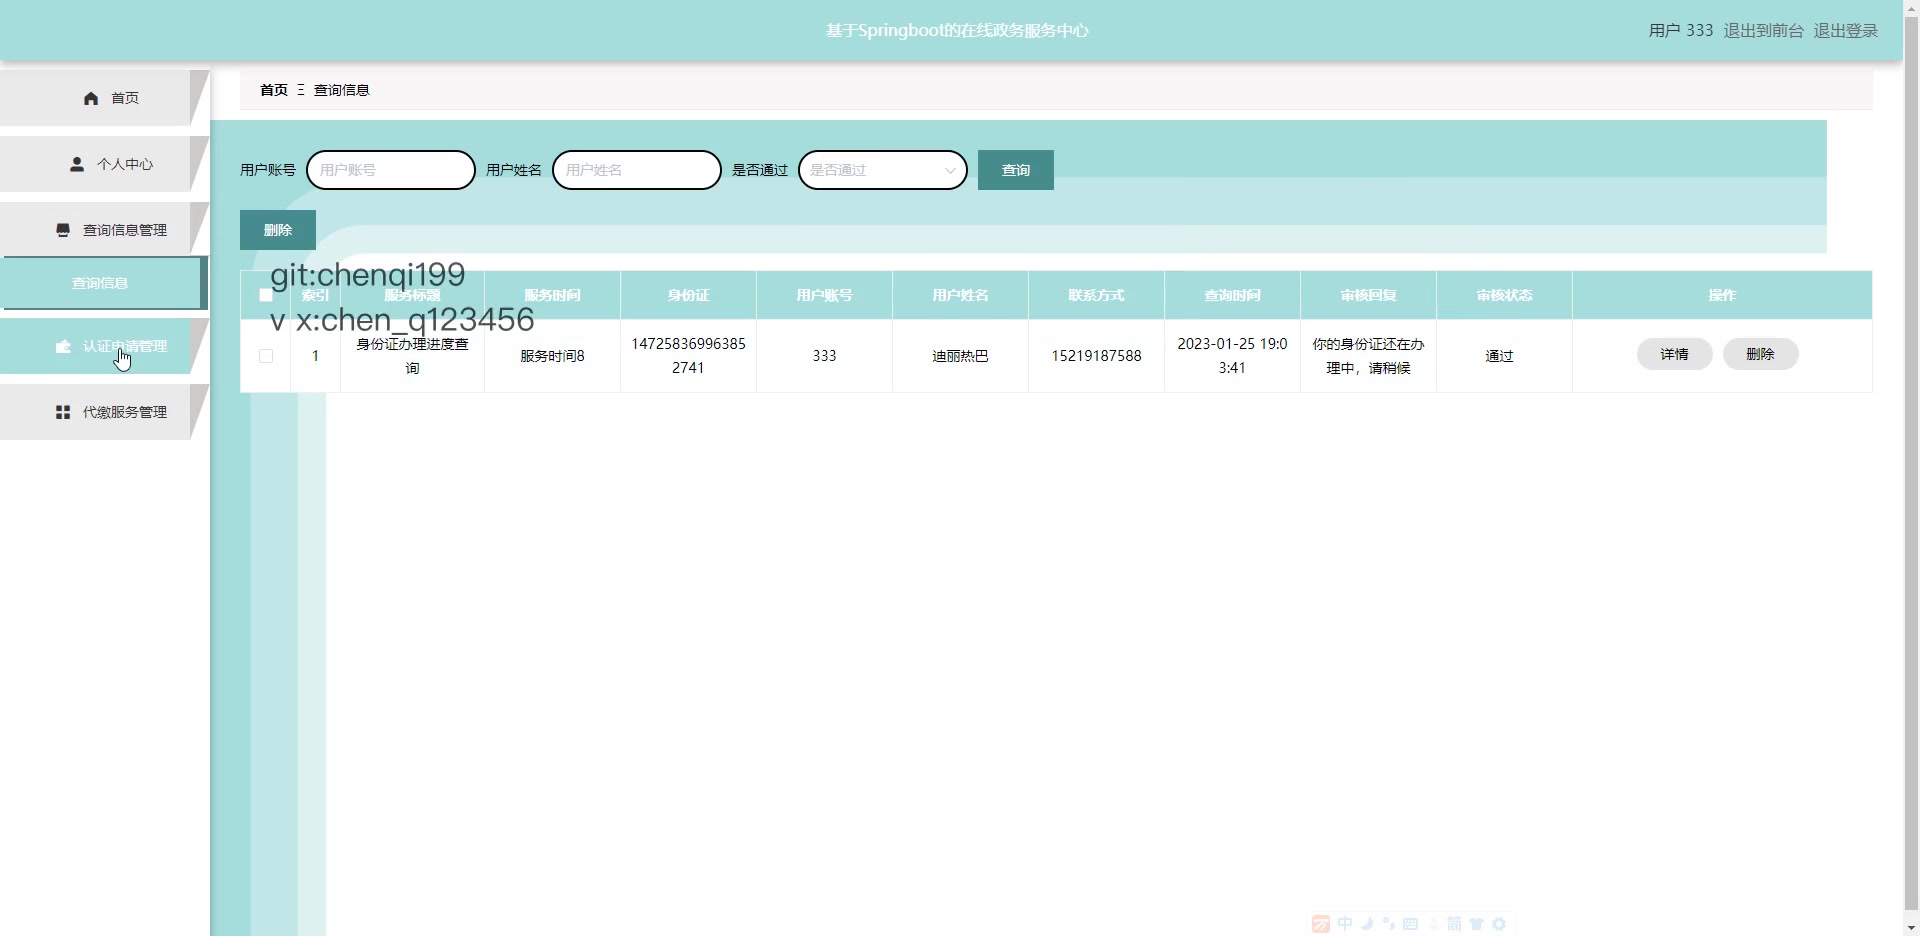 基于Springboot的在线政务服务中心
用户 333 退出到前台 退出登录
首页
个人中心
查询信息管理
查询信息
认证申请管理
代缴服务管理
首页 Ξ 查询信息
用户账号 用户账号 用户姓名 用户姓名 是否通过 是否通过 查询
删除
git:chenqi199
v x:chen_q123456
索引 服务标题 服务时间 身份证 用户账号 用户姓名 联系方式 查询时间 审核回复 审核状态 操作
1 身份证办理进度查询 服务时间8 147258369963852741 333 迪丽热巴 15219187588 2023-01-25 19:03:41 你的身份证还在办理中，请稍候 通过 详情 删除
中 简